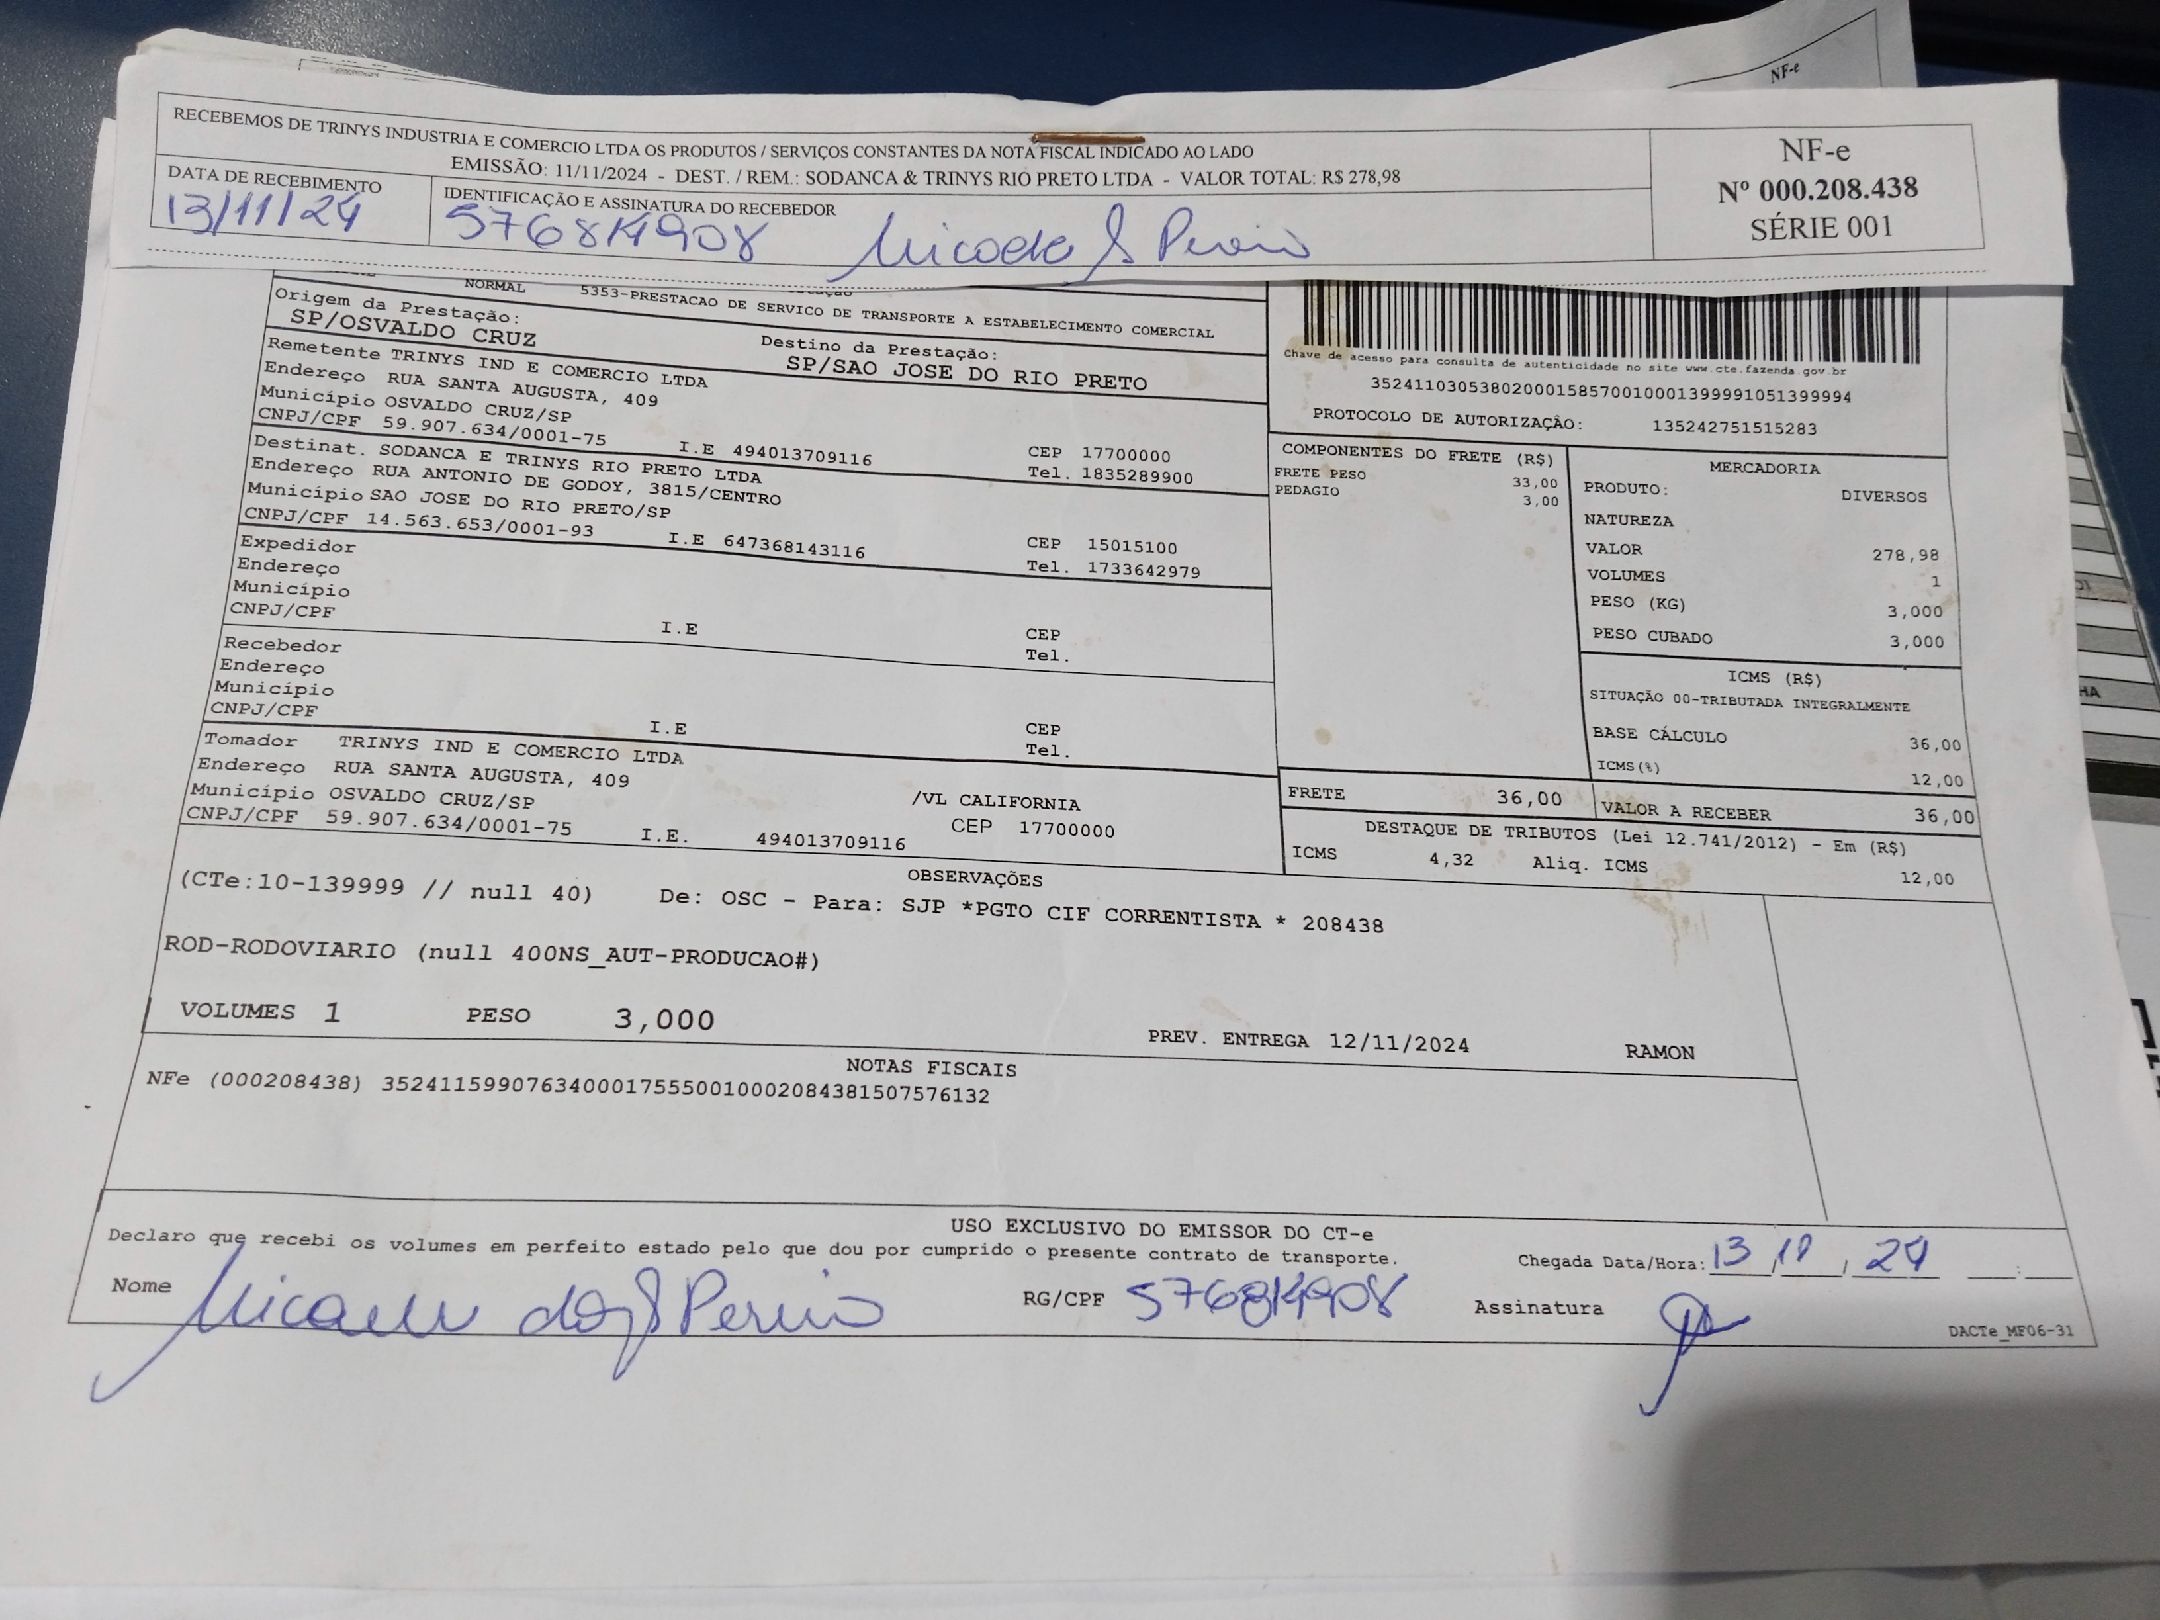 NF-e
RECEBEMOS DE TRINYS INDUSTRIA E COMERCIO LTDA OS PRODUTOS / SERVIÇOS CONSTANTES DA NOTA FISCAL INDICADO AO LADO
EMISSÃO: 11/11/2024 - DEST. / REM.: SODANCA & TRINYS RIO PRETO LTDA - VALOR TOTAL: R$ 278,98
DATA DE RECEBIMENTO
13/11/24
IDENTIFICAÇÃO E ASSINATURA DO RECEBEDOR
NF-e
Nº 000.208.438
SÉRIE 001
NORMAL 5353-PRESTACAO DE SERVICO DE TRANSPORTE A ESTABELECIMENTO COMERCIAL
Origem da Prestação:
SP/OSVALDO CRUZ
Destino da Prestação:
SP/SAO JOSE DO RIO PRETO
Remetente TRINYS IND E COMERCIO LTDA
Endereço RUA SANTA AUGUSTA, 409
Município OSVALDO CRUZ/SP CEP 17700000
CNPJ/CPF 59.907.634/0001-75 I.E 494013709116 Tel. 1835289900
Destinat. SODANCA E TRINYS RIO PRETO LTDA
Endereço RUA ANTONIO DE GODOY, 3815/CENTRO
Município SAO JOSE DO RIO PRETO/SP CEP 15015100
CNPJ/CPF 14.563.653/0001-93 I.E 647368143116 Tel. 1733642979
Expedidor
Endereço
Município CEP
CNPJ/CPF I.E Tel.
Recebedor
Endereço
Município CEP
CNPJ/CPF I.E Tel.
Tomador TRINYS IND E COMERCIO LTDA
Endereço RUA SANTA AUGUSTA, 409 /VL CALIFORNIA
Município OSVALDO CRUZ/SP CEP 17700000
CNPJ/CPF 59.907.634/0001-75 I.E. 494013709116
Chave de acesso para consulta de autenticidade no site www.cte.fazenda.gov.br
35241103053802000158570010001399991051399994
PROTOCOLO DE AUTORIZAÇÃO: 135242751515283
COMPONENTES DO FRETE (R$)
FRETE PESO 33,00
PEDAGIO 3,00
MERCADORIA
PRODUTO: DIVERSOS
NATUREZA
VALOR 278,98
VOLUMES 1
PESO (KG) 3,000
PESO CUBADO 3,000
ICMS (R$)
SITUAÇÃO 00-TRIBUTADA INTEGRALMENTE
BASE CÁLCULO 36,00
ICMS(%) 12,00
FRETE 36,00 VALOR A RECEBER 36,00
DESTAQUE DE TRIBUTOS (Lei 12.741/2012) - Em (R$)
ICMS 4,32 Aliq. ICMS 12,00
OBSERVAÇÕES
(CTe:10-139999 // null 40) De: OSC - Para: SJP *PGTO CIF CORRENTISTA * 208438
ROD-RODOVIARIO (null 400NS_AUT-PRODUCAO#)
VOLUMES 1 PESO 3,000 PREV. ENTREGA 12/11/2024 RAMON
NOTAS FISCAIS
NFe (000208438) 35241159907634000175550010002084381507576132
USO EXCLUSIVO DO EMISSOR DO CT-e
Declaro que recebi os volumes em perfeito estado pelo que dou por cumprido o presente contrato de transporte.
Chegada Data/Hora: 13 / 11 / 24 __:__
Nome RG/CPF Assinatura
DACTe_MF06-31